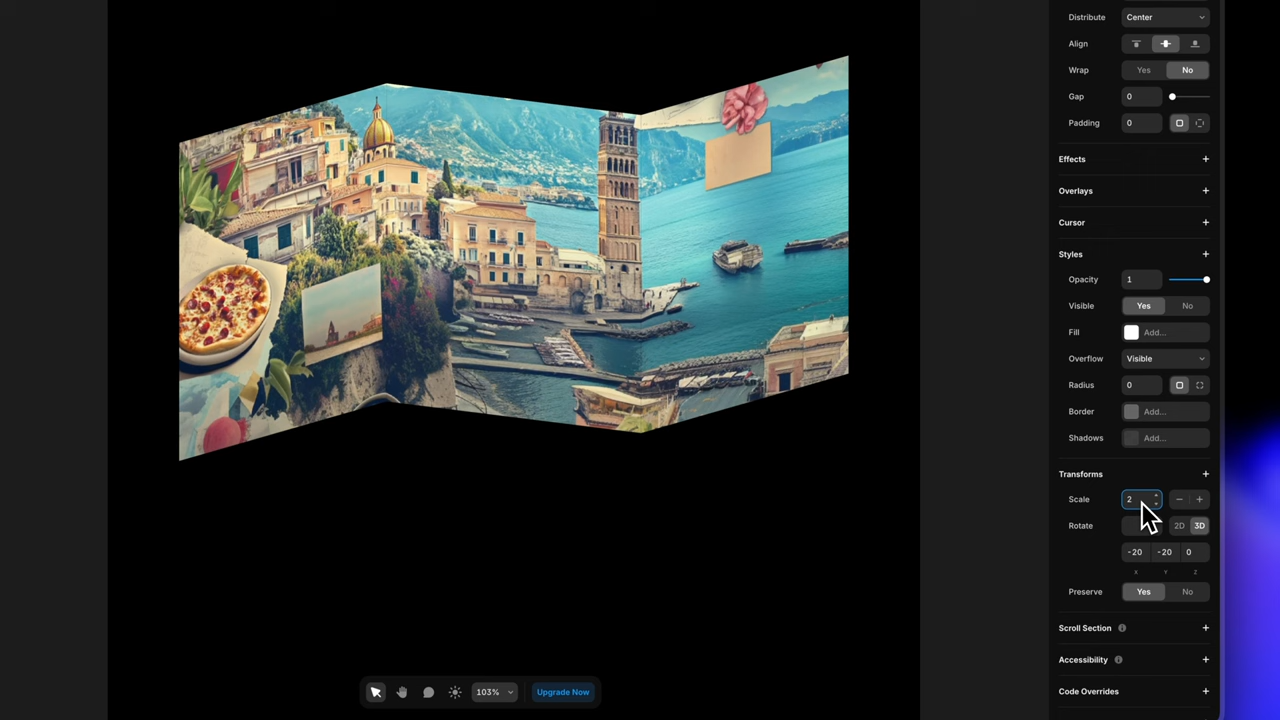 Distribute Center
Align
Wrap Yes No
Gap 0
Padding 0
Effects
Overlays
Cursor
Styles
Opacity 1
Visible Yes No
Fill Add...
Overflow Visible
Radius 0
Border Add...
Shadows Add...
Transforms
Scale 2
Rotate 2D 3D
-20 -20 0
X Y Z
Preserve Yes No
Scroll Section
Accessibility
Code Overrides
103% Upgrade Now